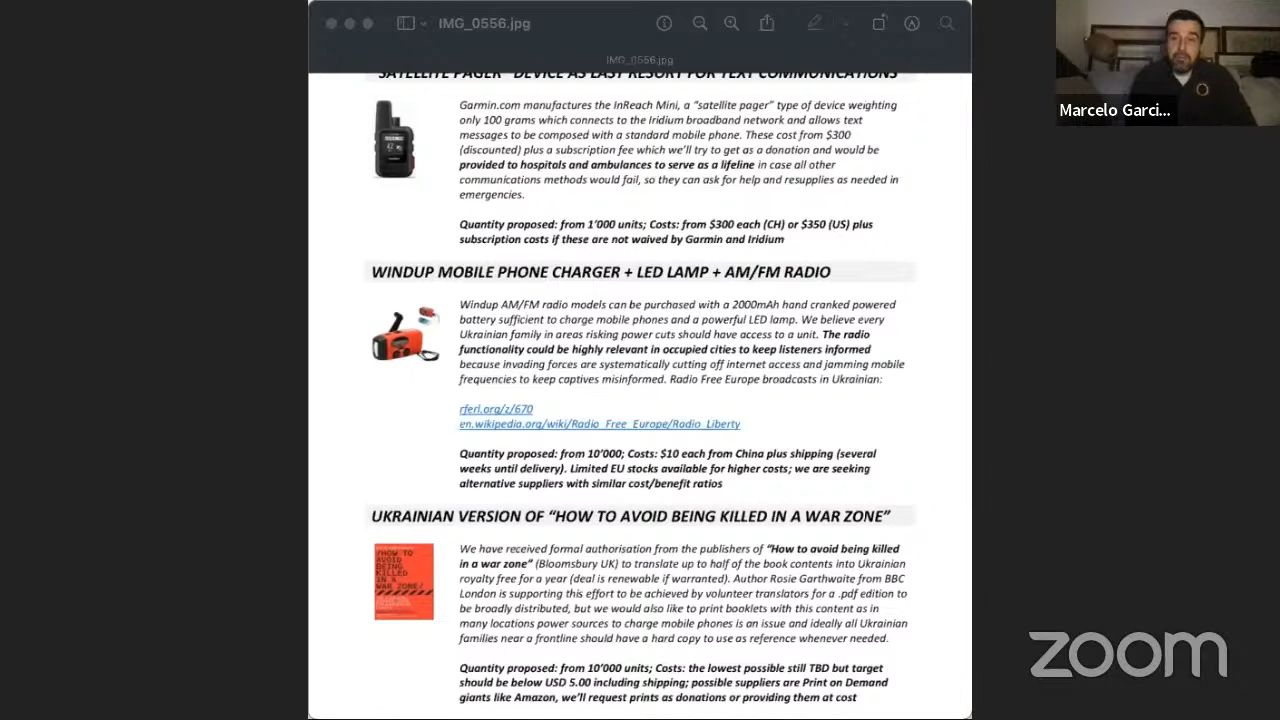 IMG_0556.jpg
IMG_0556.jpg
"SATELLITE PAGER" DEVICE AS LAST RESORT FOR TEXT COMMUNICATIONS
Garmin.com manufactures the InReach Mini, a "satellite pager" type of device weighting
only 100 grams which connects to the Iridium broadband network and allows text
messages to be composed with a standard mobile phone. These cost from $300
(discounted) plus a subscription fee which we'll try to get as a donation and would be
provided to hospitals and ambulances to serve as a lifeline in case all other
communications methods would fail, so they can ask for help and resupplies as needed in
emergencies.
Quantity proposed: from 1'000 units; Costs: from $300 each (CH) or $350 (US) plus
subscription costs if these are not waived by Garmin and Iridium
WINDUP MOBILE PHONE CHARGER + LED LAMP + AM/FM RADIO
Windup AM/FM radio models can be purchased with a 2000mAh hand cranked powered
battery sufficient to charge mobile phones and a powerful LED lamp. We believe every
Ukrainian family in areas risking power cuts should have access to a unit. The radio
functionality could be highly relevant in occupied cities to keep listeners informed
because invading forces are systematically cutting off internet access and jamming mobile
frequencies to keep captives misinformed. Radio Free Europe broadcasts in Ukrainian:
rferl.org/z/670
en.wikipedia.org/wiki/Radio_Free_Europe/Radio_Liberty
Quantity proposed: from 10'000; Costs: $10 each from China plus shipping (several
weeks until delivery). Limited EU stocks available for higher costs; we are seeking
alternative suppliers with similar cost/benefit ratios
UKRAINIAN VERSION OF "HOW TO AVOID BEING KILLED IN A WAR ZONE"
HOW TO
AVOID
BEING
KILLED
IN A
WAR ZONE
We have received formal authorisation from the publishers of "How to avoid being killed
in a war zone" (Bloomsbury UK) to translate up to half of the book contents into Ukrainian
royalty free for a year (deal is renewable if warranted). Author Rosie Garthwaite from BBC
London is supporting this effort to be achieved by volunteer translators for a .pdf edition to
be broadly distributed, but we would also like to print booklets with this content as in
many locations power sources to charge mobile phones is an issue and ideally all Ukrainian
families near a frontline should have a hard copy to use as reference whenever needed.
Quantity proposed: from 10'000 units; Costs: the lowest possible still TBD but target
should be below USD 5.00 including shipping; possible suppliers are Print on Demand
giants like Amazon, we'll request prints as donations or providing them at cost
Marcelo Garci...
zoom